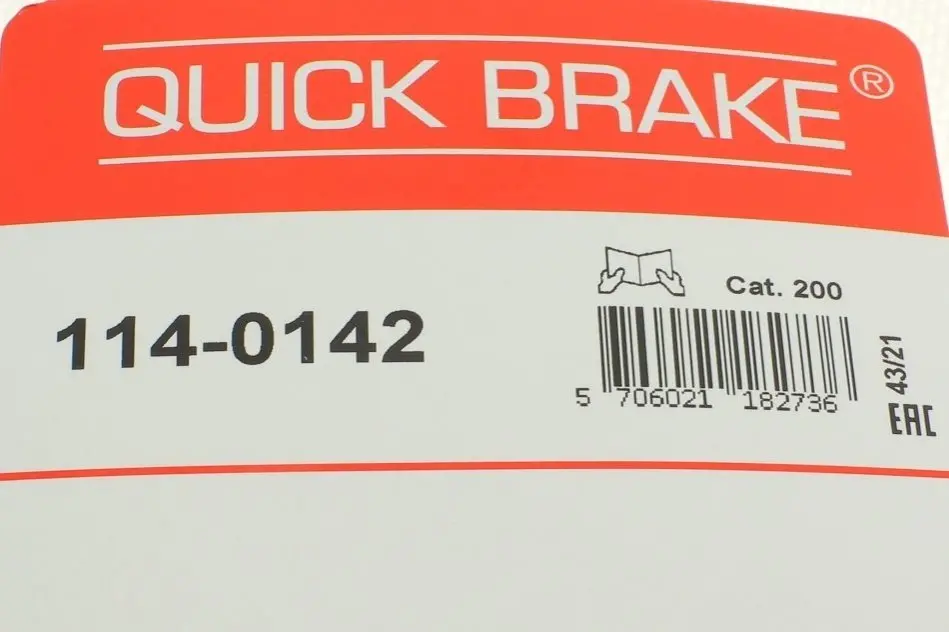 QUICK BRAKE®
Cat. 200
114-0142
5 706021 182736
43/21
EAC